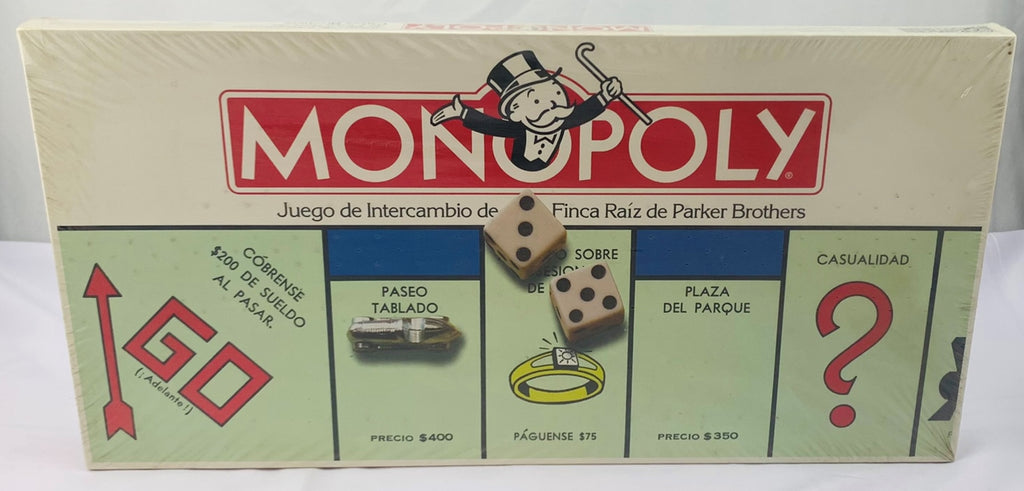 MONOPOLY®
Juego de Intercambio de Finca Raíz de Parker Brothers
CÓBRENSE
$200 DE SUELDO
AL PASAR.
GO
(¡Adelante!)
PASEO
TABLADO
PRECIO $400
SOBRE
DE
PÁGUENSE $75
PLAZA
DEL PARQUE
PRECIO $350
CASUALIDAD
?